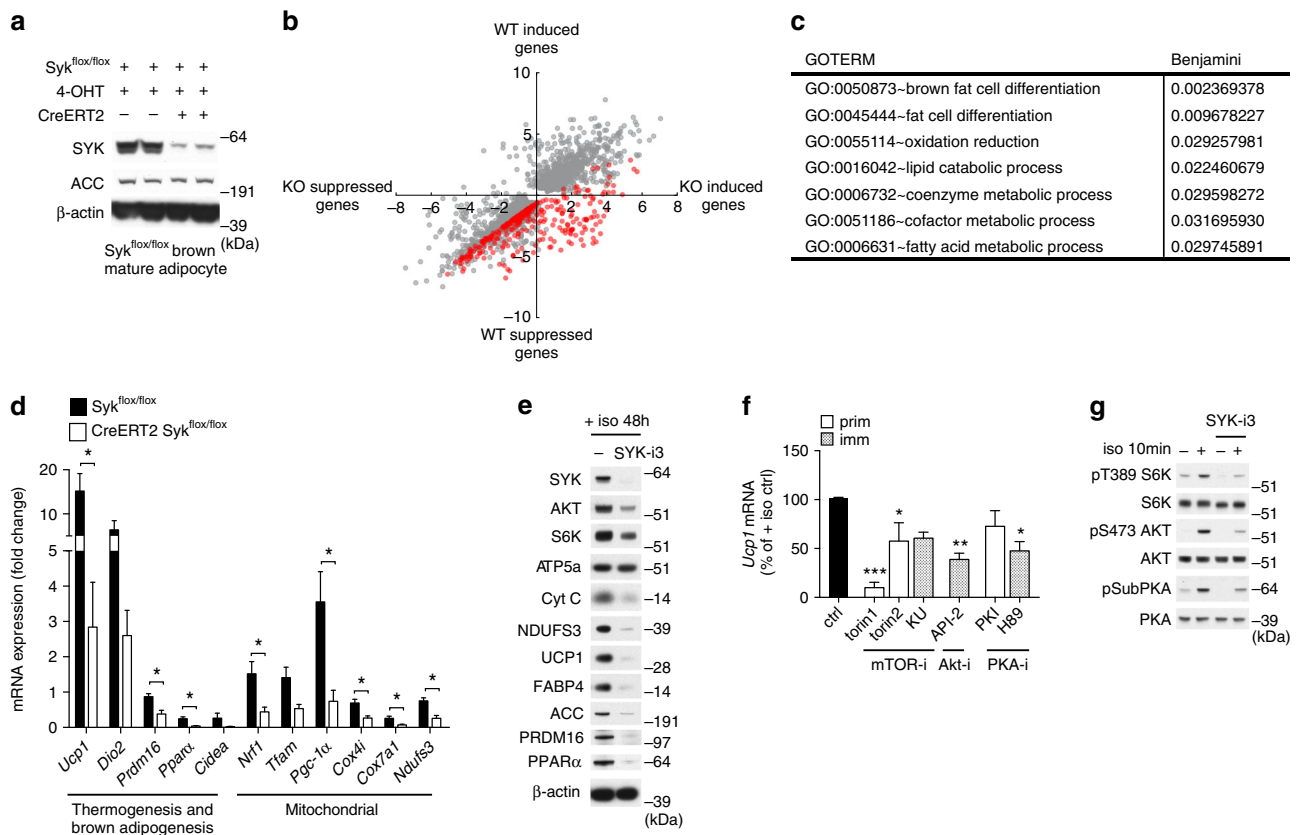 a
Syk flox/flox + + + +
4-OHT + + + +
CreERT2 – – + +
SYK
–64
ACC
–191
β-actin
–39
(kDa)
Syk flox/flox brown
mature adipocyte
b
WT induced
genes
10
5
KO suppressed
genes
KO induced
genes
–8 –6 –4 –2 0 2 4 6 8
–5
–10
WT suppressed
genes
c
GOTERM Benjamini
GO:0050873~brown fat cell differentiation 0.002369378
GO:0045444~fat cell differentiation 0.009678227
GO:0055114~oxidation reduction 0.029257981
GO:0016042~lipid catabolic process 0.022460679
GO:0006732~coenzyme metabolic process 0.029598272
GO:0051186~cofactor metabolic process 0.031695930
GO:0006631~fatty acid metabolic process 0.029745891
d
Syk flox/flox
CreERT2 Syk flox/flox
mRNA expression (fold change)
20
10
5
4
3
2
1
0
* * * * * * * *
Ucp1 Dio2 Prdm16 Pparα Cidea Nrf1 Tfam Pgc-1α Cox4i Cox7a1 Ndufs3
Thermogenesis and
brown adipogenesis
Mitochondrial
e
+ iso 48h
– SYK-i3
SYK –64
AKT –51
S6K –51
ATP5a –51
Cyt C –14
NDUFS3 –39
UCP1 –28
FABP4 –14
ACC –191
PRDM16 –97
PPARα –64
β-actin –39
(kDa)
f
prim
imm
Ucp1 mRNA
(% of + iso ctrl)
150
100
50
0
*** * ** *
ctrl torin1 torin2 KU API-2 PKI H89
mTOR-i Akt-i PKA-i
g
SYK-i3
iso 10min – + – +
pT389 S6K –51
S6K –51
pS473 AKT –51
AKT –51
pSubPKA –64
PKA –39
(kDa)